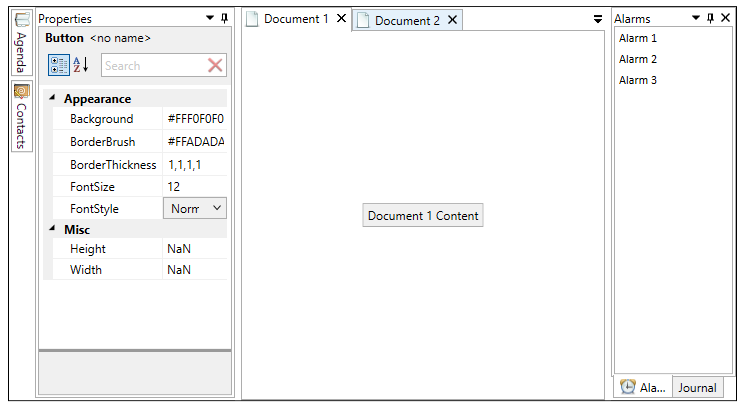 Agenda
Contacts
Properties
Button <no name>
A
Z
Search
Appearance
Background #FFF0F0F0
BorderBrush #FFADADA
BorderThickness 1,1,1,1
FontSize 12
FontStyle Norm
Misc
Height NaN
Width NaN
Document 1
Document 2
Document 1 Content
Alarms
Alarm 1
Alarm 2
Alarm 3
Ala...
Journal